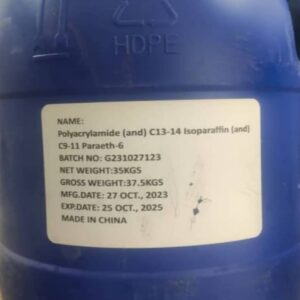 HDPE
NAME:
Polyacrylamide (and) C13-14 Isoparaffin (and)
C9-11 Paraeth-6
BATCH NO: G231027123
NET WEIGHT:35KGS
GROSS WEIGHT:37.5KGS
MFG.DATE: 27 OCT., 2023
EXP.DATE: 25 OCT., 2025
MADE IN CHINA